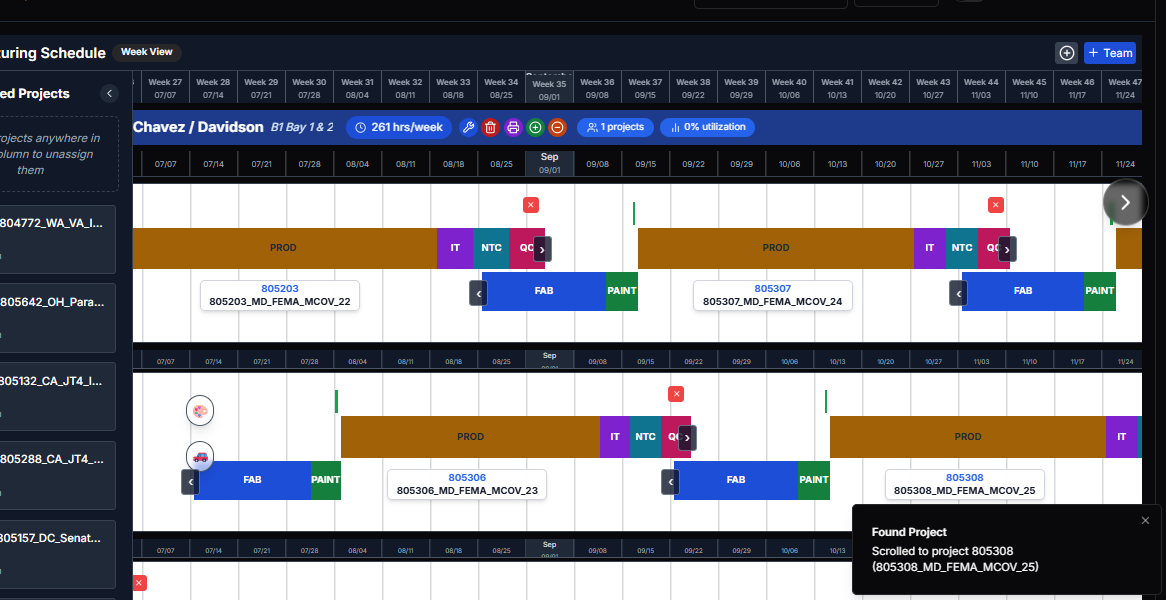 uring Schedule Week View
+ Team
Week 27 Week 28 Week 29 Week 30 Week 31 Week 32 Week 33 Week 34 Week 35 Week 36 Week 37 Week 38 Week 39 Week 40 Week 41 Week 42 Week 43 Week 44 Week 45 Week 46 Week 47
07/07 07/14 07/21 07/28 08/04 08/11 08/18 08/25 09/01 09/08 09/15 09/22 09/29 10/06 10/13 10/20 10/27 11/03 11/10 11/17 11/24
ed Projects
rojects anywhere in
olumn to unassign
them
804772_WA_VA_I...
805642_OH_Para...
805132_CA_JT4_I...
805288_CA_JT4_...
805157_DC_Senat...
Chavez / Davidson B1 Bay 1 & 2 261 hrs/week 1 projects 0% utilization
07/07 07/14 07/21 07/28 08/04 08/11 08/18 08/25 Sep 09/08 09/15 09/22 09/29 10/06 10/13 10/20 10/27 11/03 11/10 11/17 11/24
09/01
PROD IT NTC QC PROD IT NTC QC
FAB PAINT FAB PAINT
805203
805203_MD_FEMA_MCOV_22
805307
805307_MD_FEMA_MCOV_24
07/07 07/14 07/21 07/28 08/04 08/11 08/18 08/25 Sep 09/08 09/15 09/22 09/29 10/06 10/13 10/20 10/27 11/03 11/10 11/17 11/24
09/01
PROD IT NTC QC PROD IT
FAB PAINT FAB PAINT
805306
805306_MD_FEMA_MCOV_23
805308
805308_MD_FEMA_MCOV_25
07/07 07/14 07/21 07/28 08/04 08/11 08/18 08/25 Sep 09/08 09/15 09/22 09/29 10/06 10/13
09/01
Found Project
Scrolled to project 805308
(805308_MD_FEMA_MCOV_25)